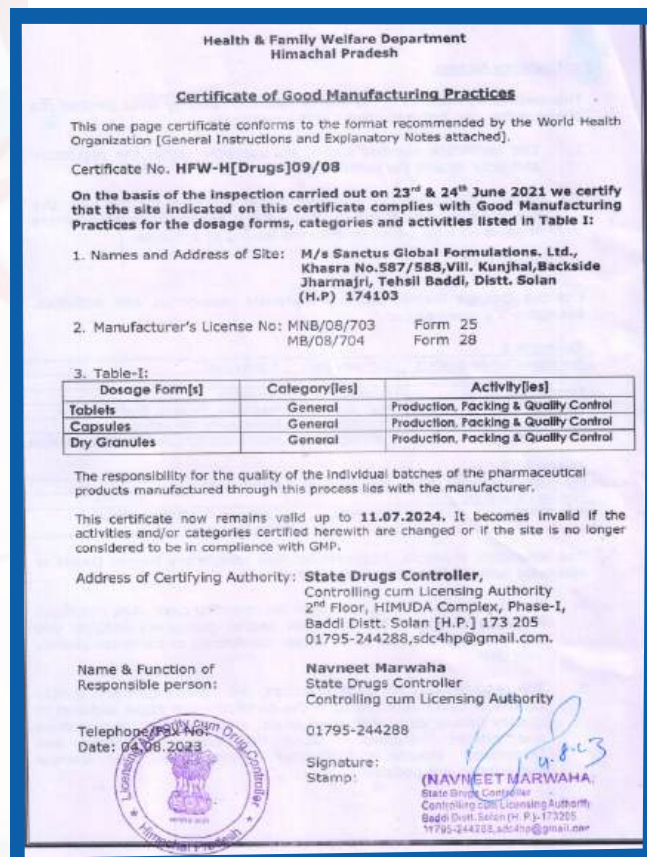 Health & Family Welfare Department
Himachal Pradesh
Certificate of Good Manufacturing Practices
This one page certificate conforms to the format recommended by the World Health
Organization [General Instructions and Explanatory Notes attached].
Certificate No. HFW-H[Drugs]09/08
On the basis of the inspection carried out on 23rd & 24th June 2021 we certify
that the site indicated on this certificate complies with Good Manufacturing
Practices for the dosage forms, categories and activities listed in Table I:
1. Names and Address of Site: M/s Sanctus Global Formulations. Ltd.,
Khasra No.587/588,Vill. Kunjhal,Backside
Jharmajri, Tehsil Baddi, Distt. Solan
(H.P) 174103
2. Manufacturer's License No: MNB/08/703 Form 25
MB/08/704 Form 28
3. Table-I:
Dosage Form[s] Category[ies] Activity[ies]
Tablets General Production, Packing & Quality Control
Capsules General Production, Packing & Quality Control
Dry Granules General Production, Packing & Quality Control
The responsibility for the quality of the individual batches of the pharmaceutical
products manufactured through this process lies with the manufacturer.
This certificate now remains valid up to 11.07.2024. It becomes invalid if the
activities and/or categories certified herewith are changed or if the site is no longer
considered to be in compliance with GMP.
Address of Certifying Authority: State Drugs Controller,
Controlling cum Licensing Authority
2nd Floor, HIMUDA Complex, Phase-I,
Baddi Distt. Solan [H.P.] 173 205
01795-244288,sdc4hp@gmail.com.
Name & Function of Navneet Marwaha
Responsible person: State Drugs Controller
Controlling cum Licensing Authority
Telephone/Fax No: 01795-244288
Date: 04.08.2023
Signature:
Stamp: (NAVNEET MARWAHA)
State Drugs Controller
Controlling cum Licensing Authority
Baddi Distt. Solan (H. P.)-173205
01795-244288,sdc4hp@gmail.com
Licensing Authority cum Drug Controller
Himachal Pradesh